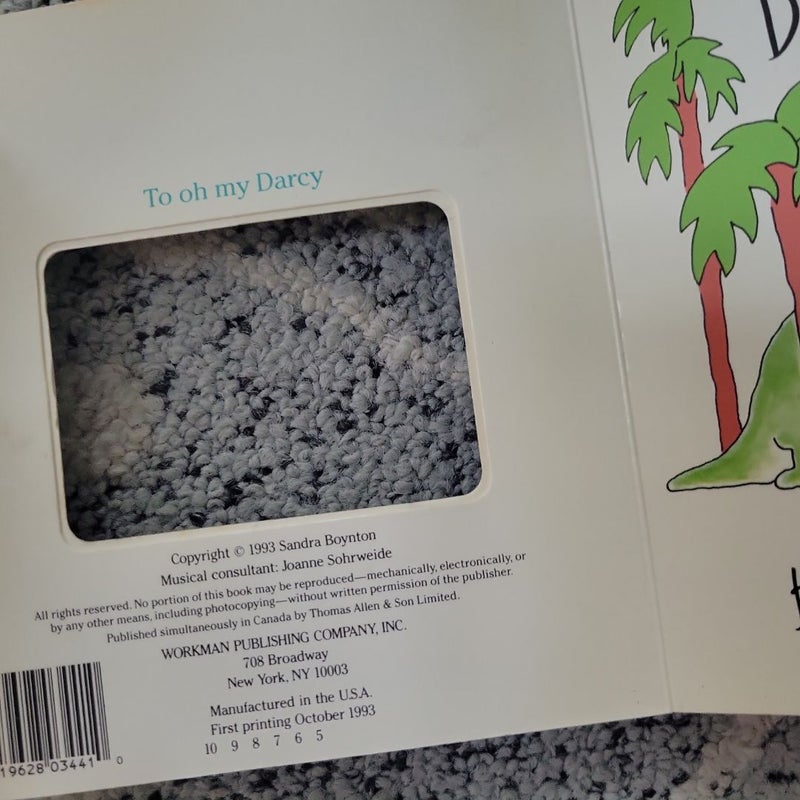 To oh my Darcy
Copyright © 1993 Sandra Boynton
Musical consultant: Joanne Sohrweide
All rights reserved. No portion of this book may be reproduced—mechanically, electronically, or
by any other means, including photocopying—without written permission of the publisher.
Published simultaneously in Canada by Thomas Allen & Son Limited.
WORKMAN PUBLISHING COMPANY, INC.
708 Broadway
New York, NY 10003
Manufactured in the U.S.A.
First printing October 1993
10 9 8 7 6 5
19628 03441 0